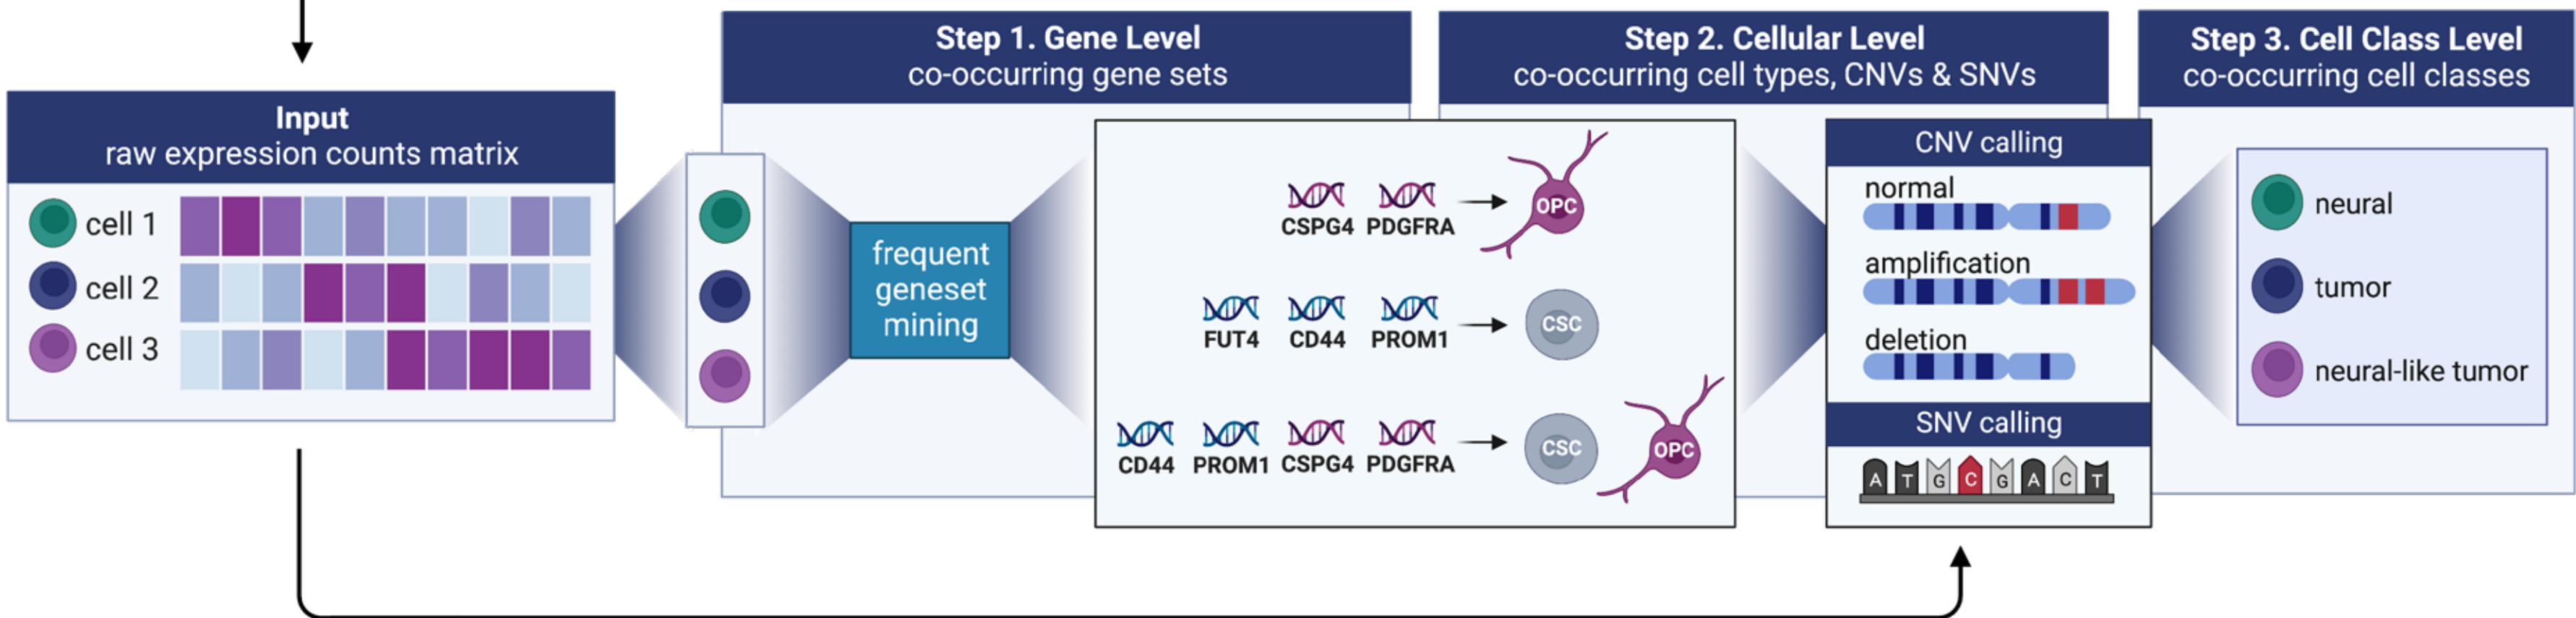 Input
raw expression counts matrix
cell 1
cell 2
cell 3
Step 1. Gene Level
co-occurring gene sets
frequent
geneset
mining
CSPG4 PDGFRA
OPC
FUT4 CD44 PROM1
CSC
CD44 PROM1 CSPG4 PDGFRA
CSC
OPC
Step 2. Cellular Level
co-occurring cell types, CNVs & SNVs
CNV calling
normal
amplification
deletion
SNV calling
A T G C G A C T
Step 3. Cell Class Level
co-occurring cell classes
neural
tumor
neural-like tumor